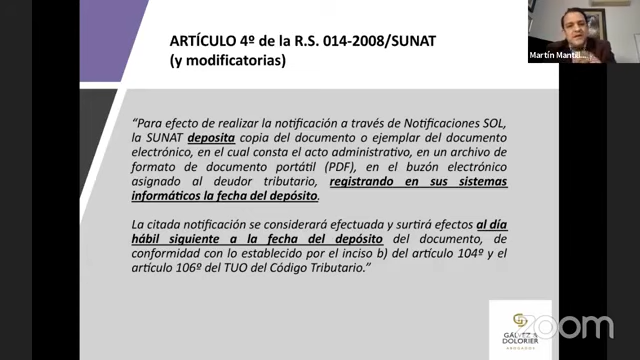 ARTÍCULO 4º de la R.S. 014-2008/SUNAT
(y modificatorias)
Martín Mantil...
“Para efecto de realizar la notificación a través de Notificaciones SOL,
la SUNAT deposita copia del documento o ejemplar del documento
electrónico, en el cual consta el acto administrativo, en un archivo de
formato de documento portátil (PDF), en el buzón electrónico
asignado al deudor tributario, registrando en sus sistemas
informáticos la fecha del depósito.
La citada notificación se considerará efectuada y surtirá efectos al día
hábil siguiente a la fecha del depósito del documento, de
conformidad con lo establecido por el inciso b) del artículo 104º y el
artículo 106º del TUO del Código Tributario.”
zoom
DOLORIER